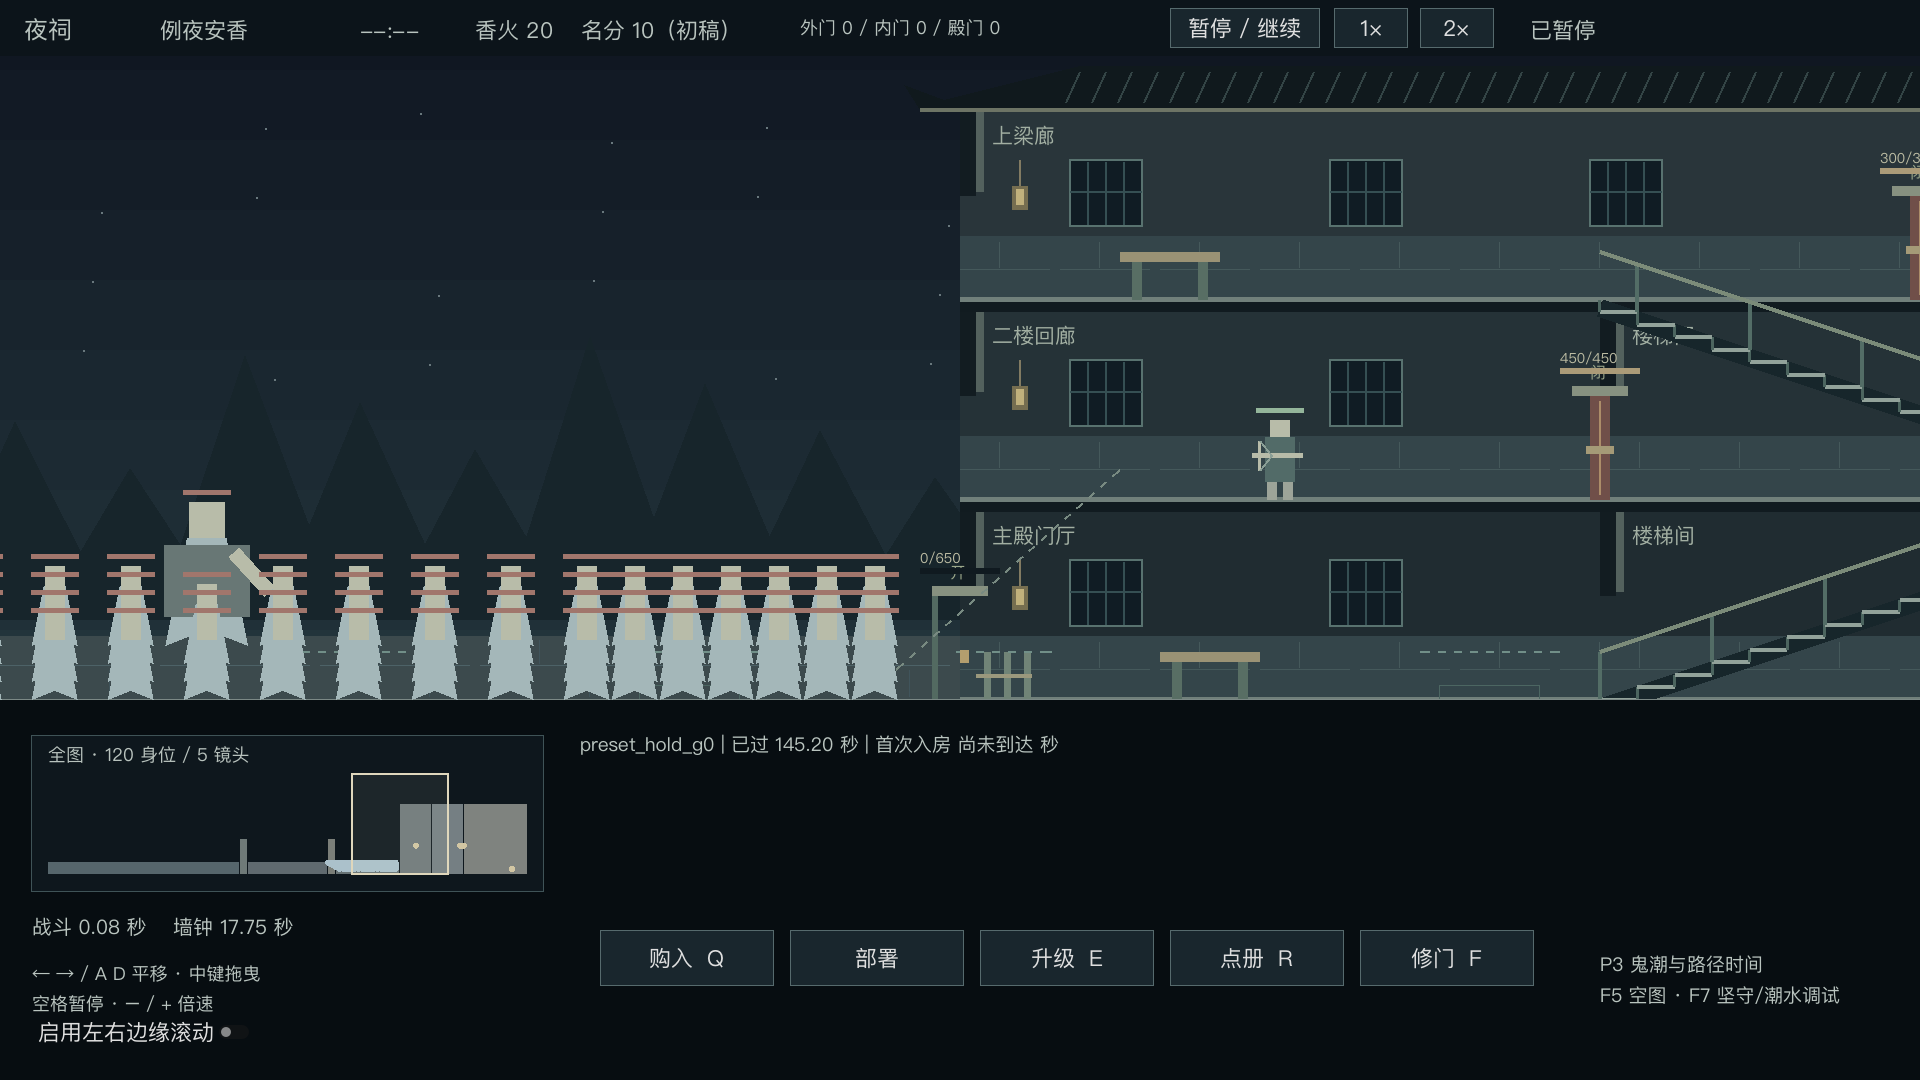 夜祠 例夜安香 --:-- 香火 20 名分 10（初稿） 外门 0 / 内门 0 / 殿门 0 暂停 / 继续 1× 2× 已暂停
上梁廊
二楼回廊
450/450
闭
主殿门厅 楼梯间
0/650
全图 · 120 身位 / 5 镜头
preset_hold_g0 | 已过 145.20 秒 | 首次入房 尚未到达 秒
战斗 0.08 秒 墙钟 17.75 秒
购入 Q 部署 升级 E 点册 R 修门 F
←→ / A D 平移 · 中键拖曳
空格暂停 · − / + 倍速
启用左右边缘滚动
P3 鬼潮与路径时间
F5 空图 · F7 坚守/潮水调试